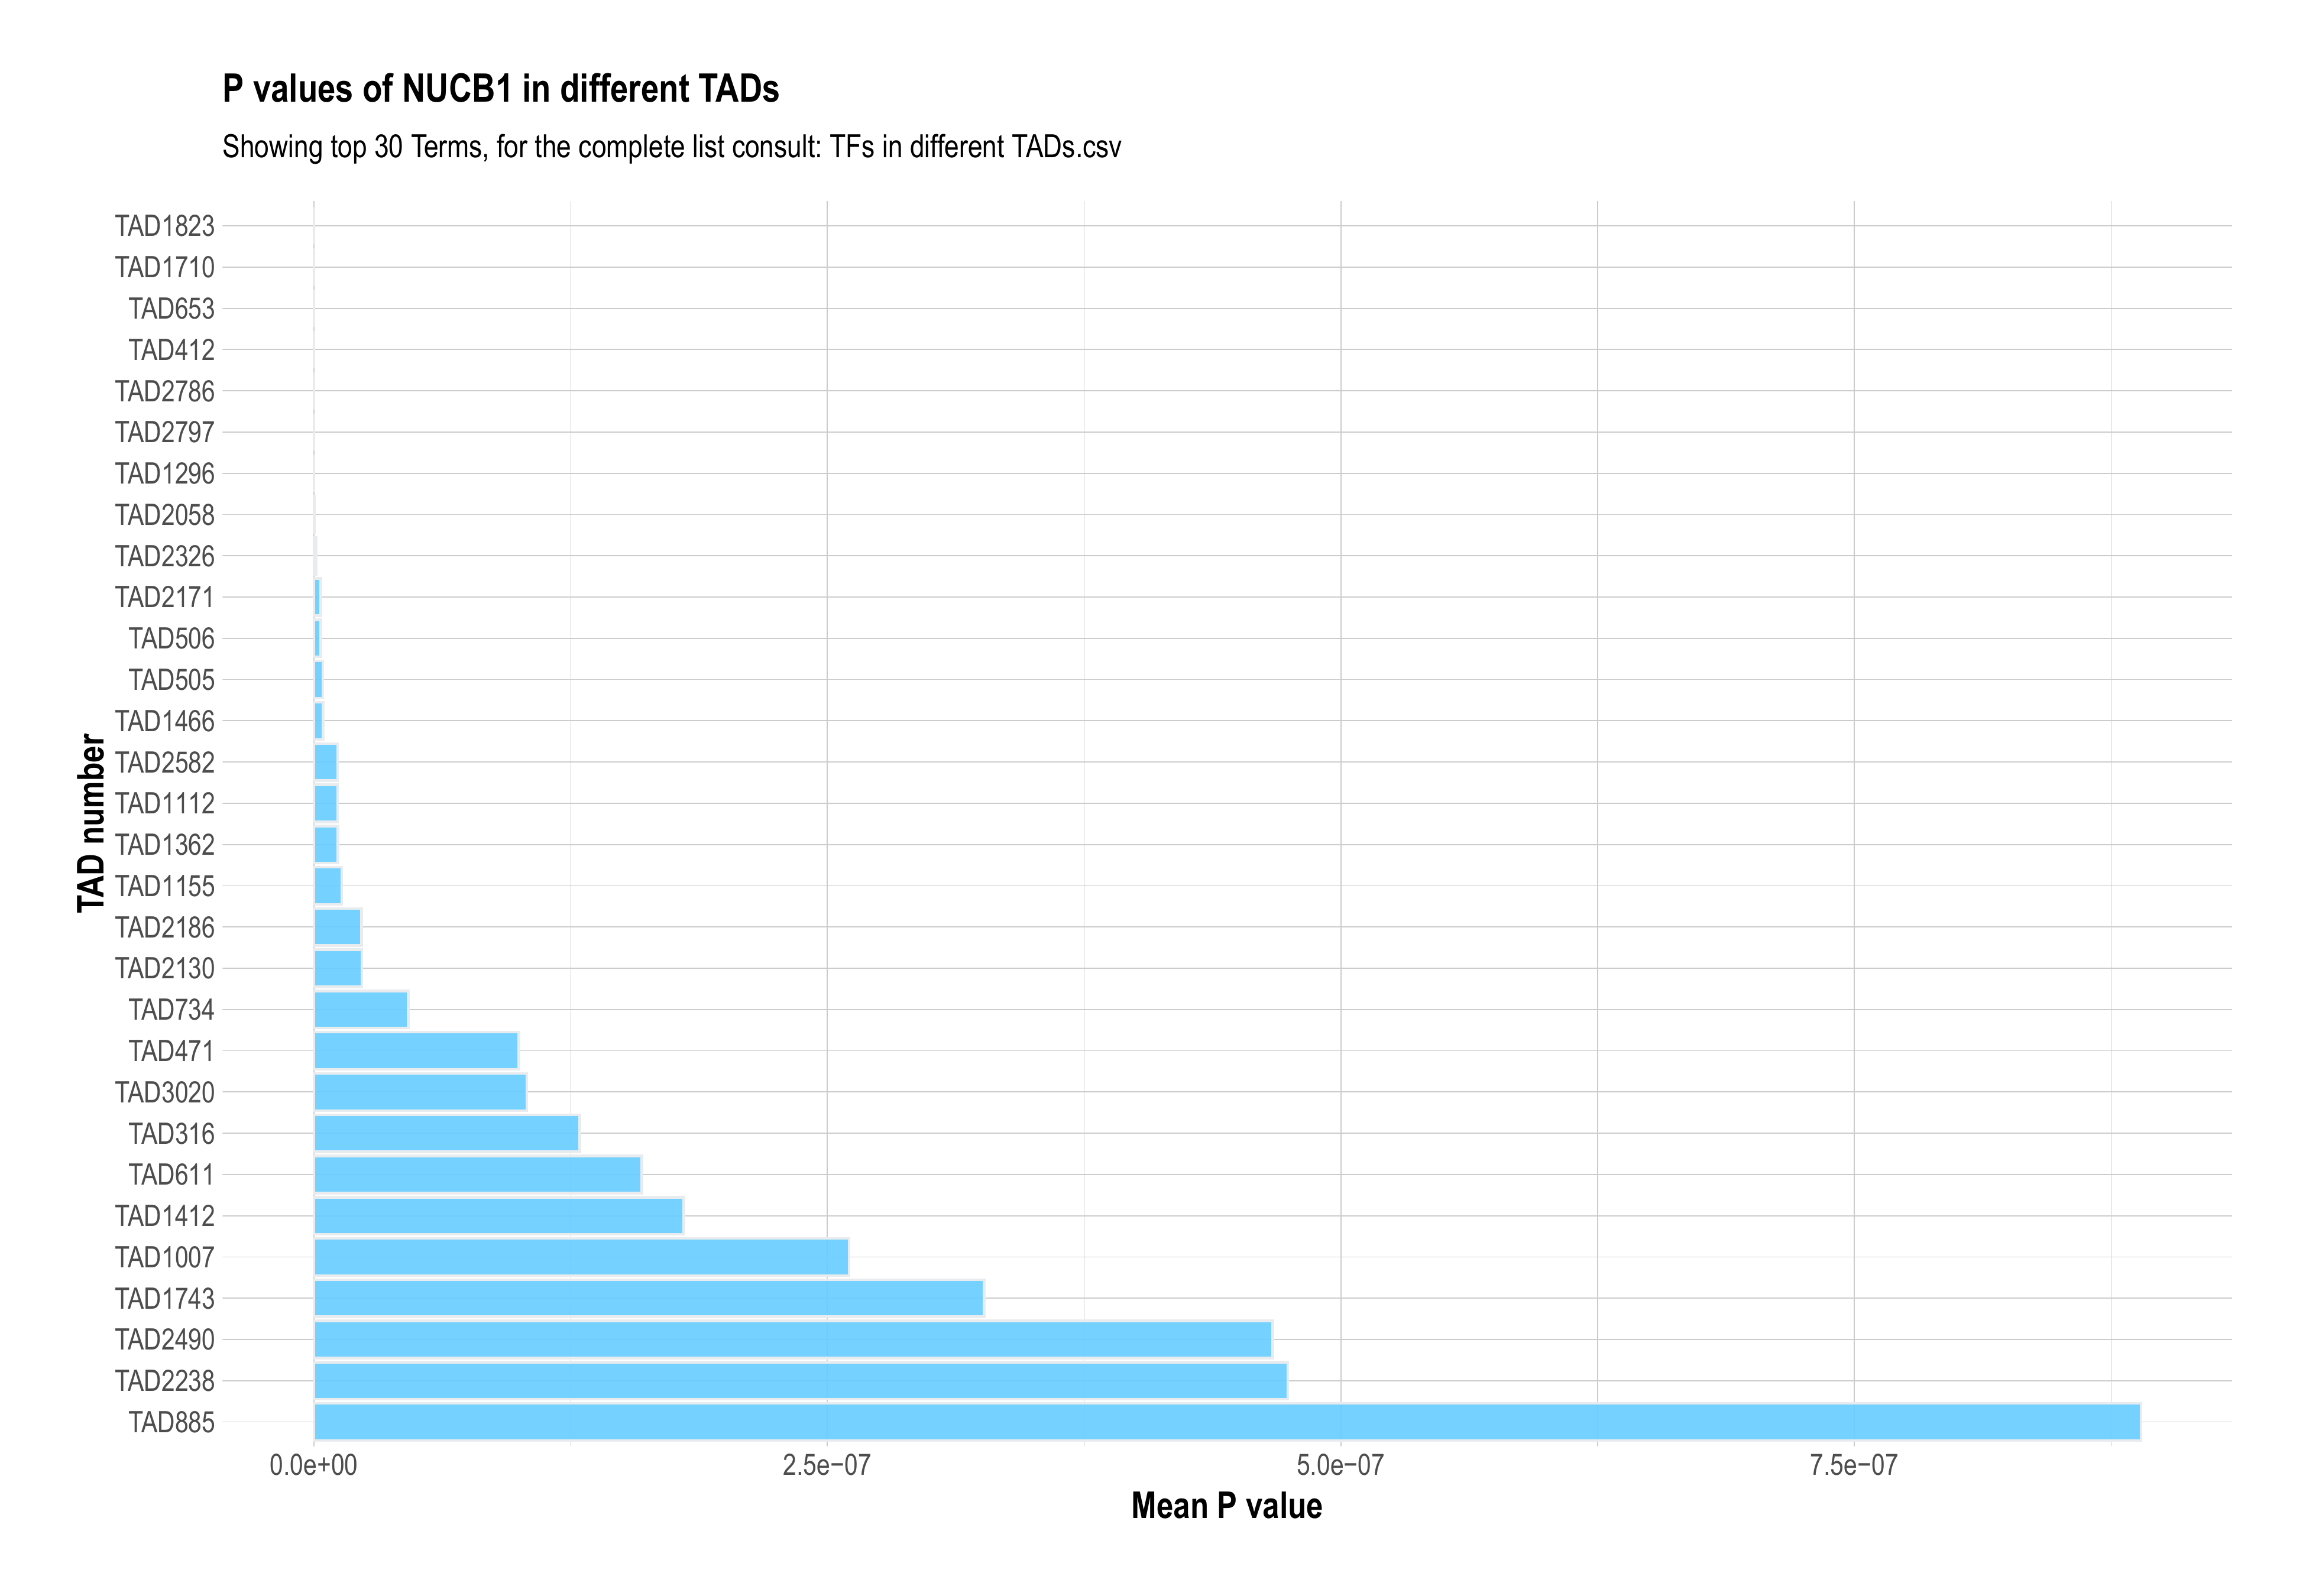 P values of NUCB1 in different TADs
Showing top 30 Terms, for the complete list consult: TFs in different TADs.csv
TAD number
TAD1823
TAD1710
TAD653
TAD412
TAD2786
TAD2797
TAD1296
TAD2058
TAD2326
TAD2171
TAD506
TAD505
TAD1466
TAD2582
TAD1112
TAD1362
TAD1155
TAD2186
TAD2130
TAD734
TAD471
TAD3020
TAD316
TAD611
TAD1412
TAD1007
TAD1743
TAD2490
TAD2238
TAD885
0.0e+00 2.5e−07 5.0e−07 7.5e−07
Mean P value